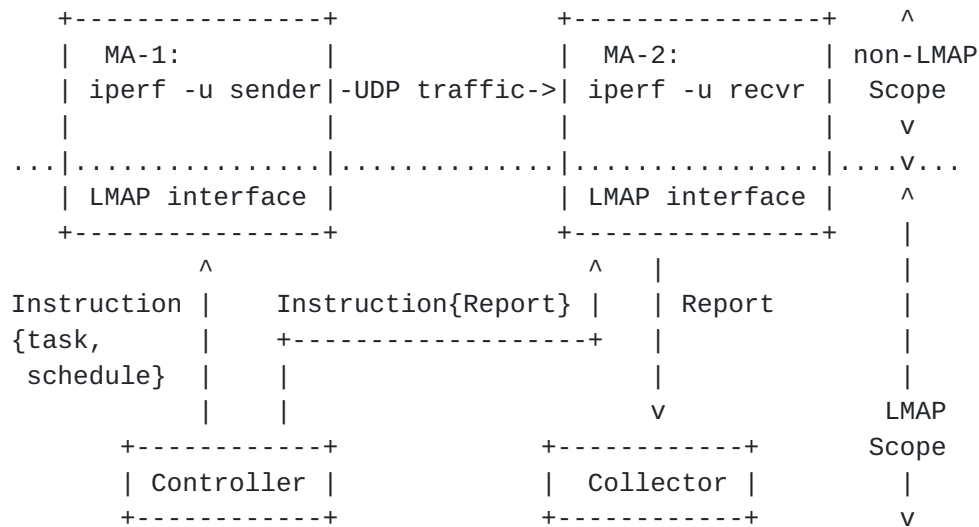 +----------------+               +----------------+    ^
|  MA-1:         |               |  MA-2:         | non-LMAP
| iperf -u sender|-UDP traffic->| iperf -u recvr |  Scope
|                |               |                |    v
...|................|..............|................|....v...
| LMAP interface |               | LMAP interface |    ^
+----------------+               +----------------+    |
^                        ^   |               |
Instruction |    Instruction{Report} |   | Report        |
{task,      |    +-------------------+   |               |
schedule}  |    |                        |               |
|    |                        v              LMAP
+------------+              +------------+       Scope
| Controller |              |  Collector |         |
+------------+              +------------+         v